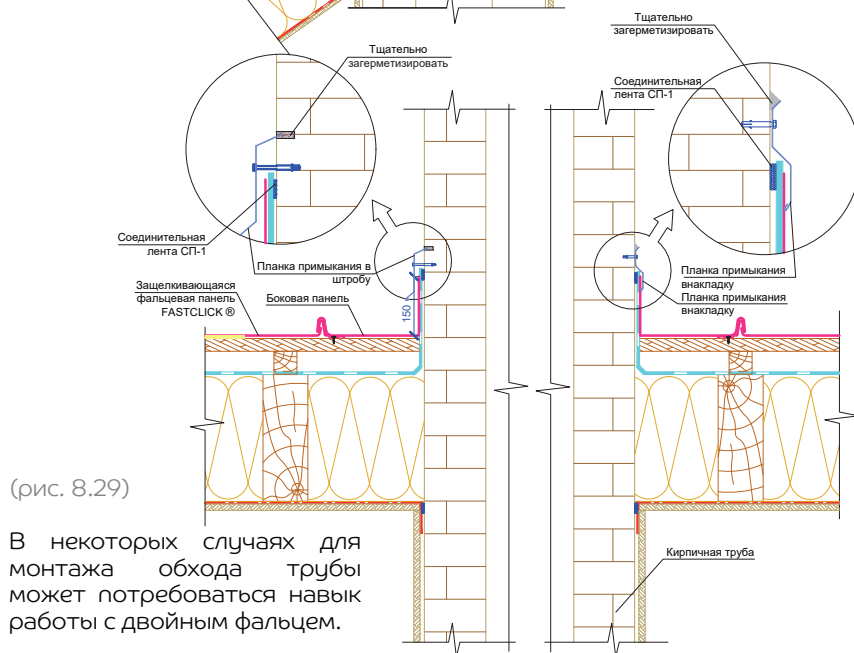 Тщательно
загерметизировать
Тщательно
загерметизировать
Соединительная
лента СП-1
Соединительная
лента СП-1
Планка примыкания в
штробу
Планка примыкания
внакладку
Планка примыкания
внакладку
Защелкивающаяся
фальцевая панель
FASTCLICK ®
Боковая панель
150
(рис. 8.29)
В некоторых случаях для
монтажа обхода трубы
может потребоваться навык
работы с двойным фальцем.
Кирпичная труба